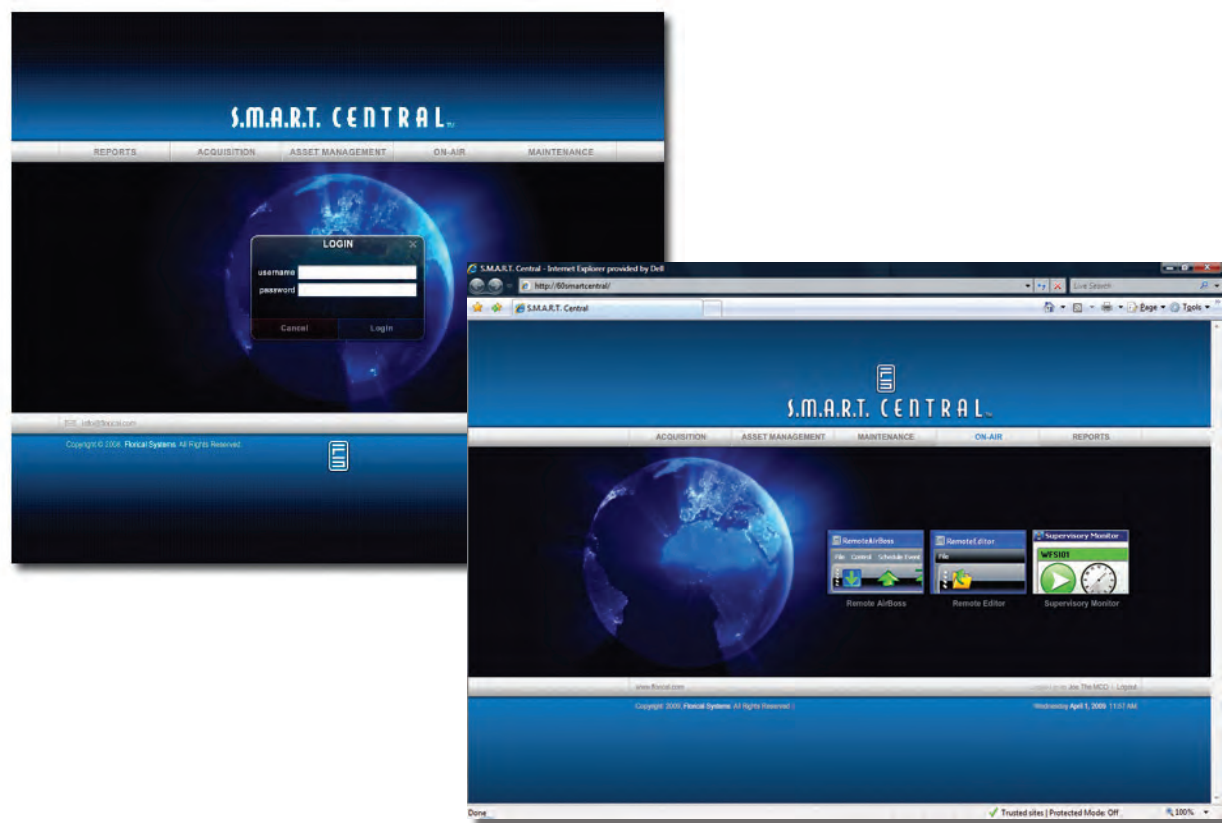 S.M.A.R.T. CENTRAL
REPORTS ACQUISITION ASSET MANAGEMENT ON-AIR MAINTENANCE
LOGIN
username
password
Cancel Login
info@florical.com
Copyright © 2008, Florical Systems. All Rights Reserved.
S.M.A.R.T. Central - Internet Explorer provided by Dell
http://60smartcentral/
Live Search
S.M.A.R.T. Central
Page Tools
S.M.A.R.T. CENTRAL
ACQUISITION ASSET MANAGEMENT MAINTENANCE ON-AIR REPORTS
RemoteAirBoss
File Control Schedule Event
Remote AirBoss
RemoteEditor
File
Remote Editor
Supervisory Monitor
WFSI01
Supervisory Monitor
www.florical.com
Joe The MCO Logout
Copyright 2009, Florical Systems. All Rights Reserved.
Wednesday April 1, 2009 11:57 AM
Done
Trusted sites | Protected Mode: Off
100%